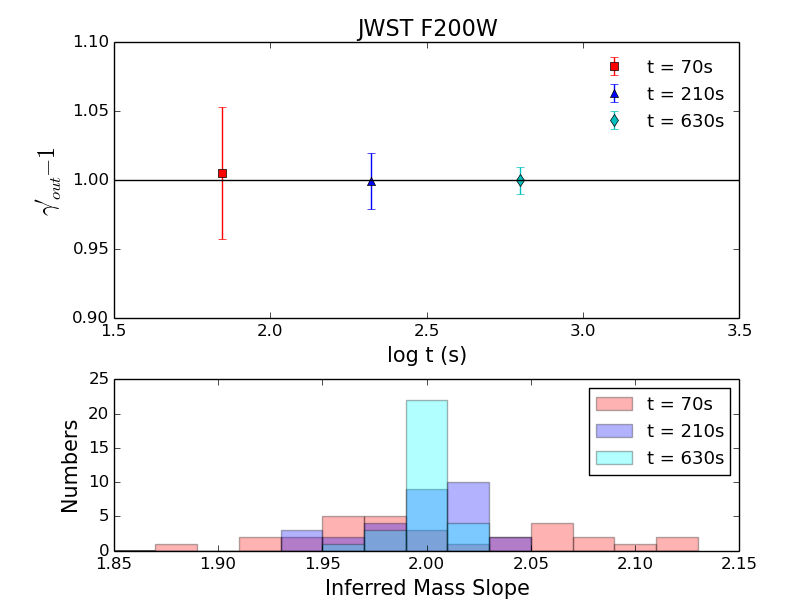 JWST F200W
1.10
1.05
1.00
0.95
0.90
γ′out−1
1.5 2.0 2.5 3.0 3.5
log t (s)
t = 70s
t = 210s
t = 630s
25
20
15
10
5
0
Numbers
1.85 1.90 1.95 2.00 2.05 2.10 2.15
Inferred Mass Slope
t = 70s
t = 210s
t = 630s